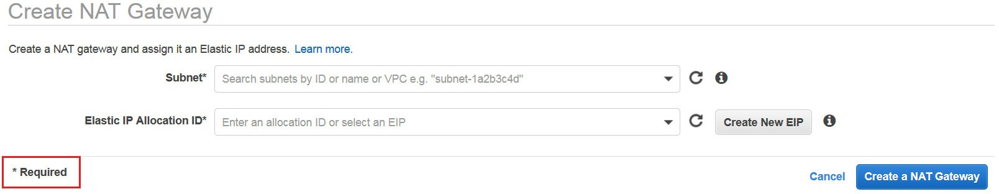 Create NAT Gateway
Create a NAT gateway and assign it an Elastic IP address. Learn more.
Subnet* Search subnets by ID or name or VPC e.g. "subnet-1a2b3c4d"
Elastic IP Allocation ID* Enter an allocation ID or select an EIP Create New EIP
* Required Cancel Create a NAT Gateway